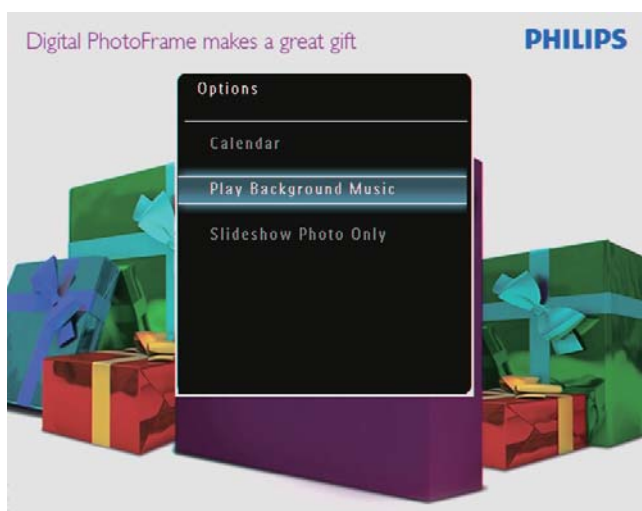 Digital PhotoFrame makes a great gift
PHILIPS
Options
Calendar
Play Background Music
Slideshow Photo Only